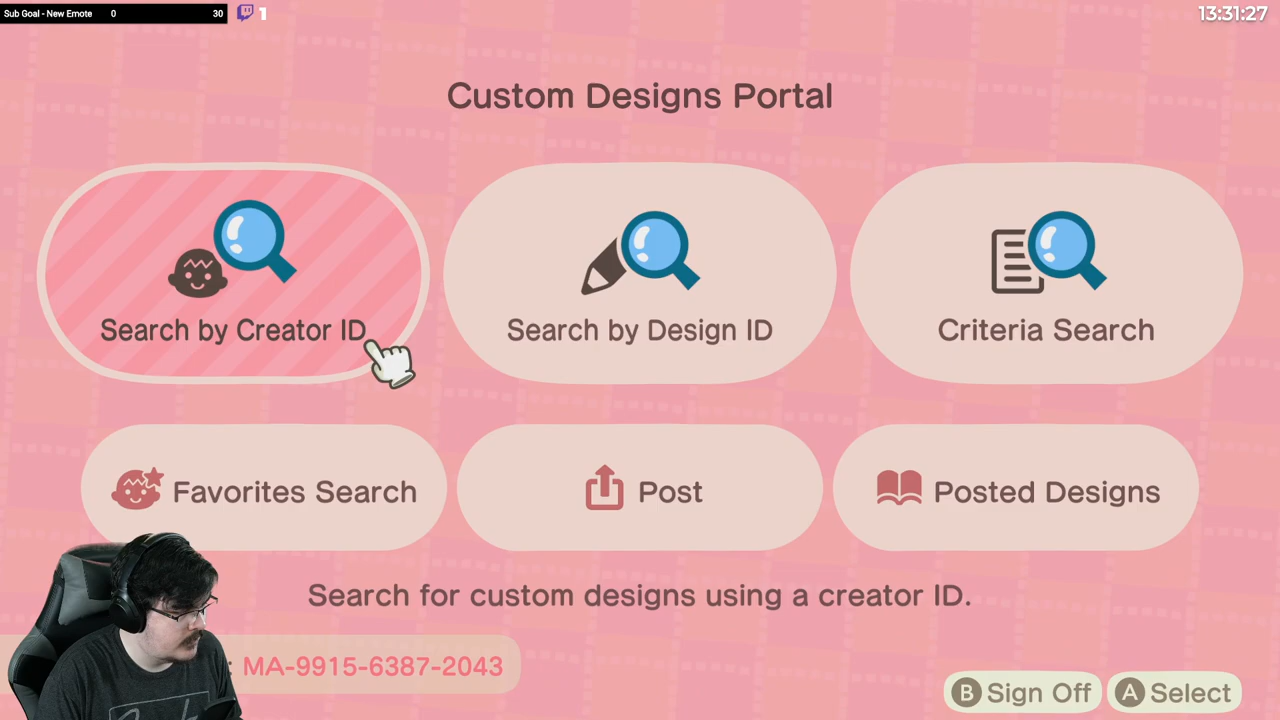 Sub Goal - New Emote 0 30
1
13:31:27
Custom Designs Portal
Search by Creator ID
Search by Design ID
Criteria Search
Favorites Search
Post
Posted Designs
Search for custom designs using a creator ID.
: MA-9915-6387-2043
B Sign Off
A Select